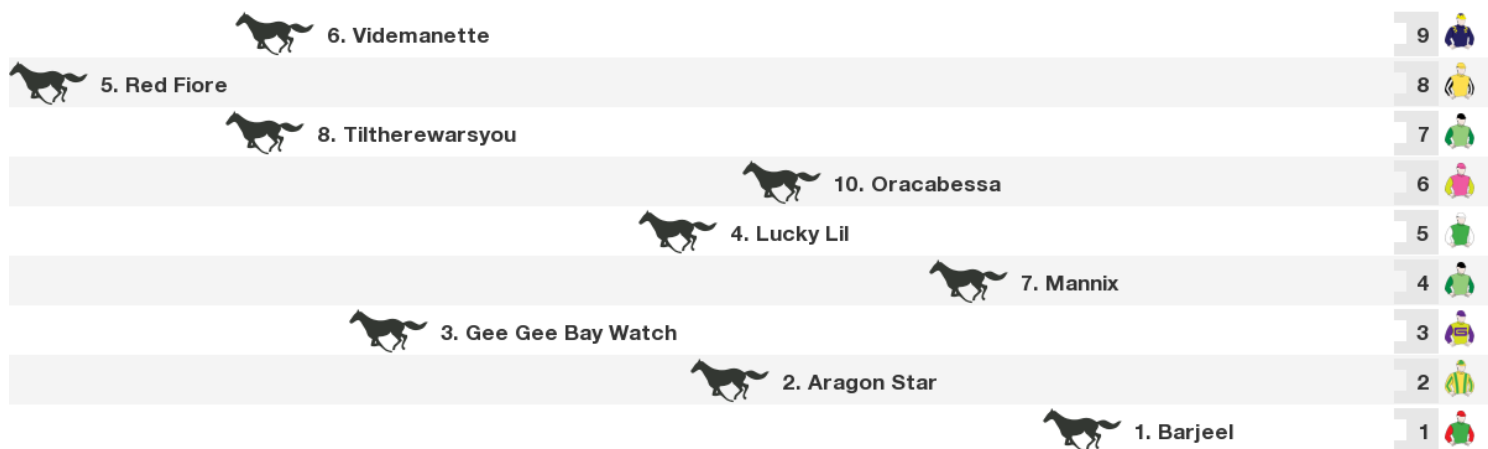 6. Videmanette 9
5. Red Fiore 8
8. Tiltherewarsyou 7
10. Oracabessa 6
4. Lucky Lil 5
7. Mannix 4
3. Gee Gee Bay Watch 3
2. Aragon Star 2
1. Barjeel 1